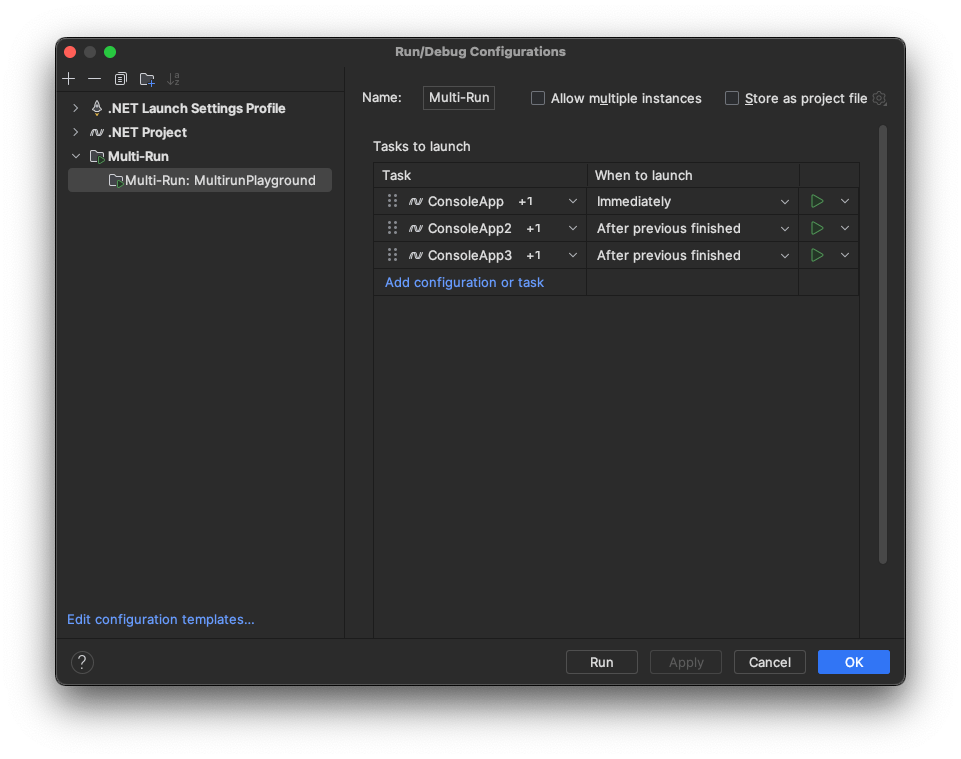 Run/Debug Configurations
.NET Launch Settings Profile
.NET Project
Multi-Run
Multi-Run: MultirunPlayground
Edit configuration templates...
Name: Multi-Run Allow multiple instances Store as project file
Tasks to launch
Task When to launch
ConsoleApp +1 Immediately
ConsoleApp2 +1 After previous finished
ConsoleApp3 +1 After previous finished
Add configuration or task
? Run Apply Cancel OK